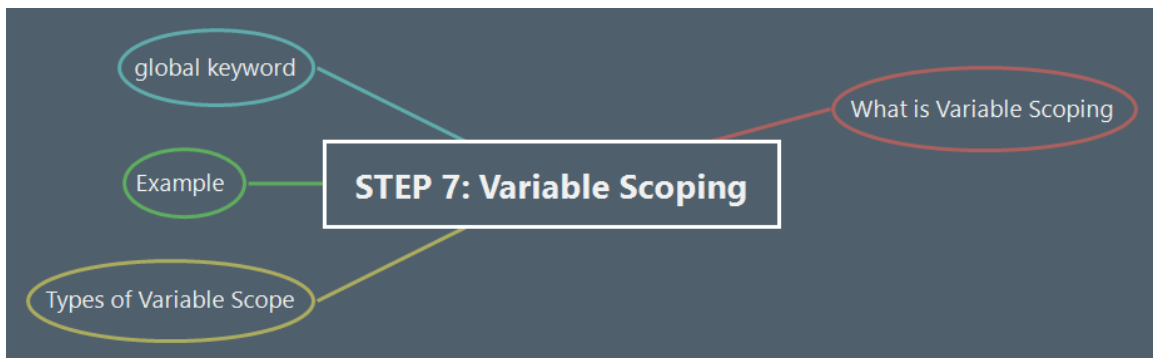 global keyword
What is Variable Scoping
Example
STEP 7: Variable Scoping
Types of Variable Scope